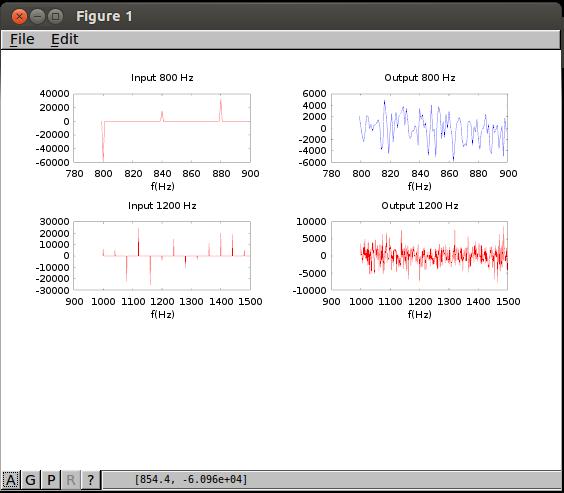 Figure 1
File Edit
Input 800 Hz
40000
20000
0
-20000
-40000
-60000
780 800 820 840 860 880 900
f(Hz)
Output 800 Hz
6000
4000
2000
0
-2000
-4000
-6000
780 800 820 840 860 880 900
f(Hz)
Input 1200 Hz
30000
20000
10000
0
-10000
-20000
-30000
900 1000 1100 1200 1300 1400 1500
f(Hz)
Output 1200 Hz
10000
5000
0
-5000
-10000
900 1000 1100 1200 1300 1400 1500
f(Hz)
A G P R ? [854.4, -6.096e+04]